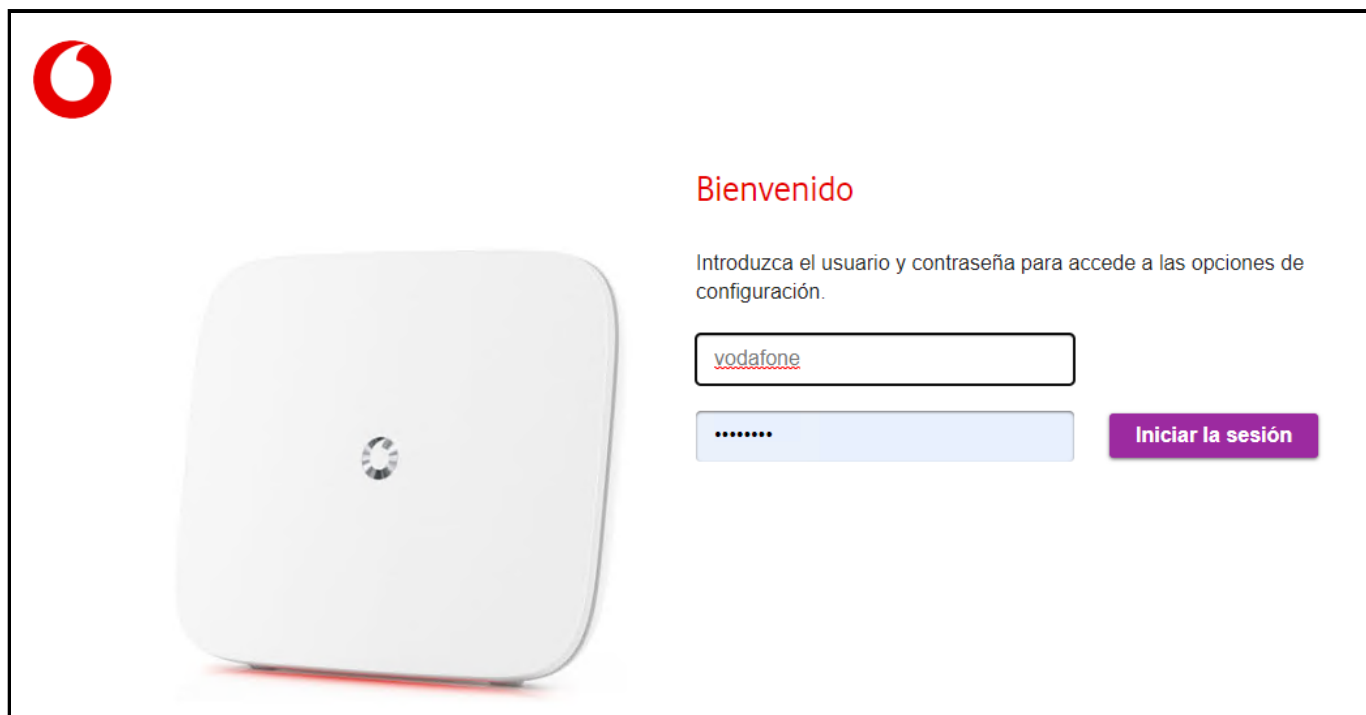 Bienvenido
Introduzca el usuario y contraseña para accede a las opciones de
configuración.
vodafone
••••••••
Iniciar la sesión